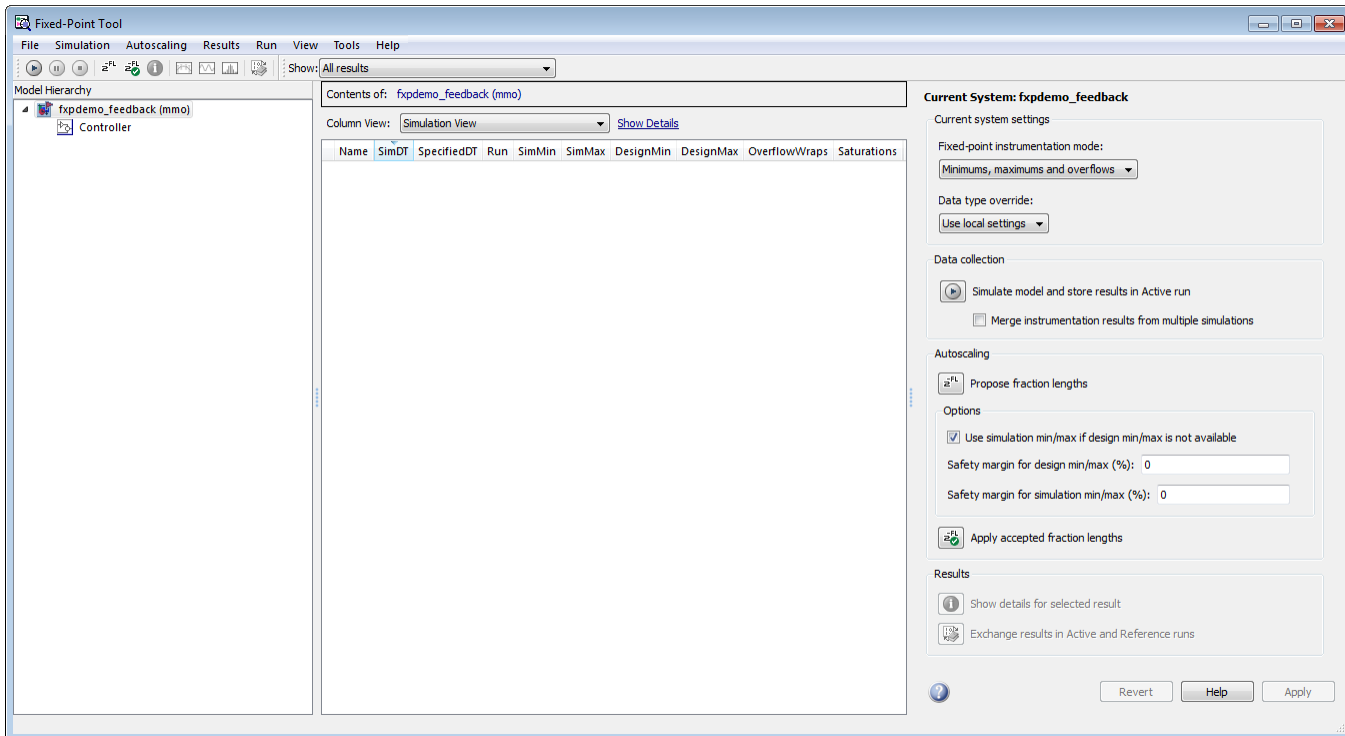 Fixed-Point Tool
File Simulation Autoscaling Results Run View Tools Help
Show: All results
Model Hierarchy
fxpdemo_feedback (mmo)
Controller
Contents of: fxpdemo_feedback (mmo)
Column View: Simulation View Show Details
Name SimDT SpecifiedDT Run SimMin SimMax DesignMin DesignMax OverflowWraps Saturations
Current System: fxpdemo_feedback
Current system settings
Fixed-point instrumentation mode:
Minimums, maximums and overflows
Data type override:
Use local settings
Data collection
Simulate model and store results in Active run
Merge instrumentation results from multiple simulations
Autoscaling
Propose fraction lengths
Options
Use simulation min/max if design min/max is not available
Safety margin for design min/max (%): 0
Safety margin for simulation min/max (%): 0
Apply accepted fraction lengths
Results
Show details for selected result
Exchange results in Active and Reference runs
Revert Help Apply